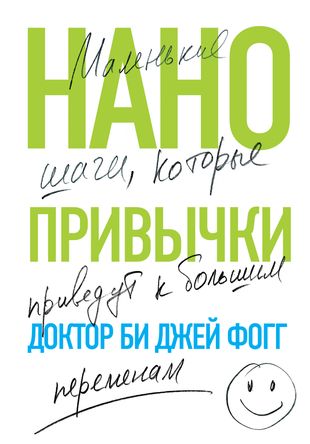 Маленькие
НАНО
шаги, которые
ПРИВЫЧКИ
приведут к большим
ДОКТОР БИ ДЖЕЙ ФОГГ
переменам